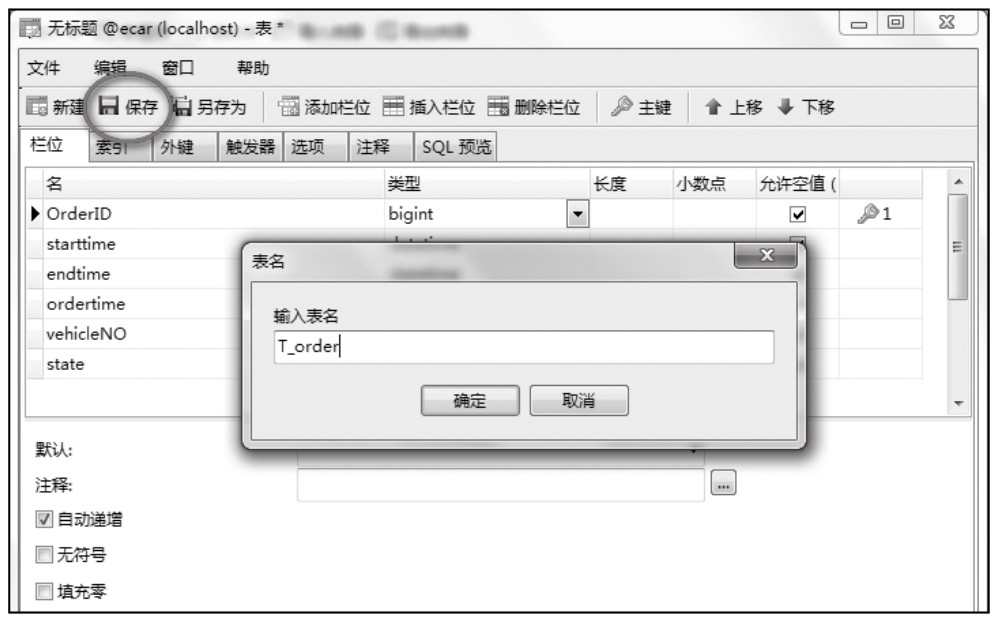 无标题 @ecar (localhost) - 表 *
文件 编辑 窗口 帮助
新建 保存 另存为 添加栏位 插入栏位 删除栏位 主键 上移 下移
栏位 索引 外键 触发器 选项 注释 SQL 预览
名 类型 长度 小数点 允许空值 (
OrderID bigint 1
starttime
endtime
ordertime
vehicleNO
state
表名
输入表名
T_order
确定 取消
默认:
注释:
...
自动递增
无符号
填充零